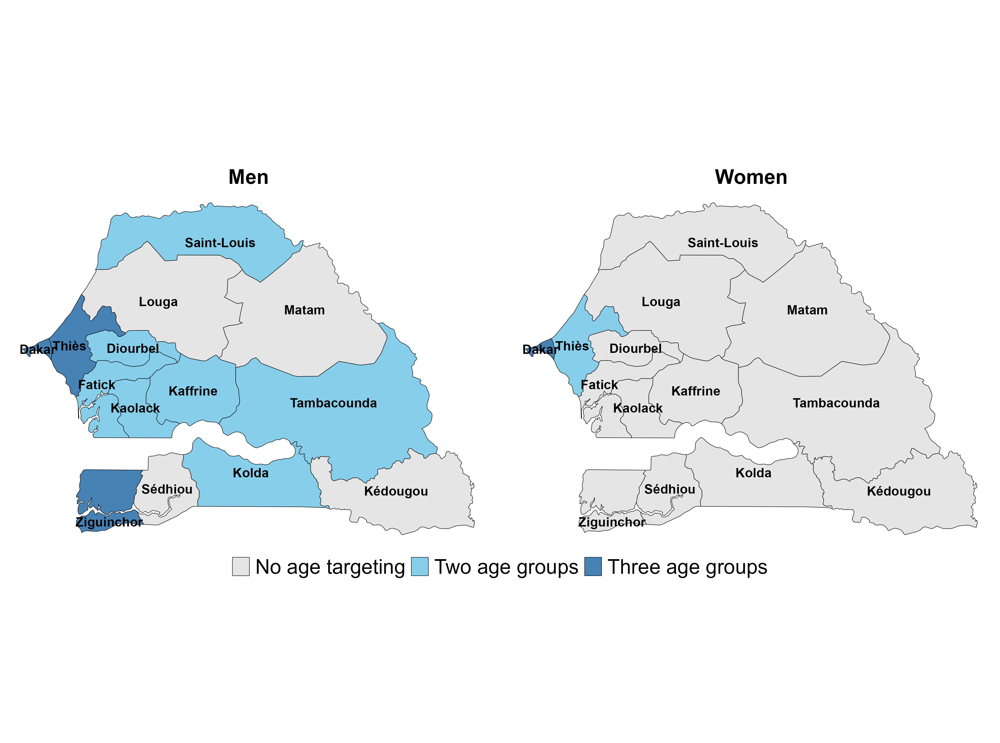 Men
Saint-Louis
Louga
Matam
Dakar
Thiès
Diourbel
Fatick
Kaffrine
Kaolack
Tambacounda
Kolda
Sédhiou
Kédougou
Ziguinchor
Women
Saint-Louis
Louga
Matam
Dakar
Thiès
Diourbel
Fatick
Kaffrine
Kaolack
Tambacounda
Kolda
Sédhiou
Kédougou
Ziguinchor
No age targeting Two age groups Three age groups